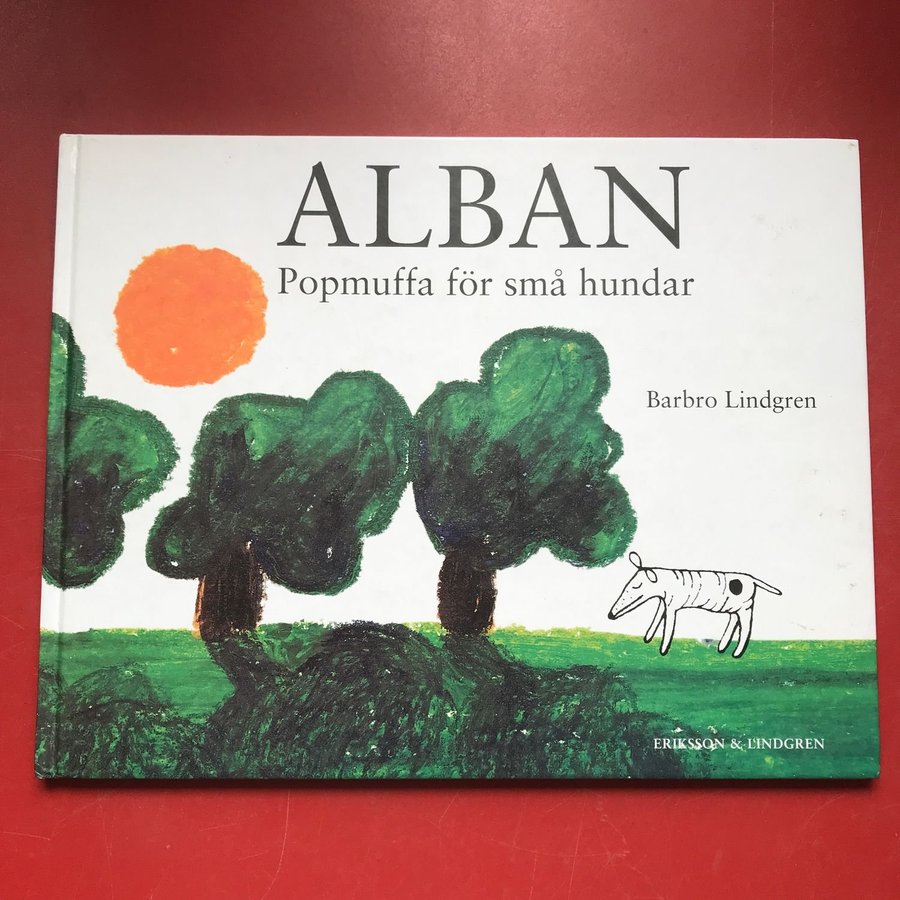 ALBAN
Popmuffa för små hundar
Barbro Lindgren
ERIKSSON & LINDGREN